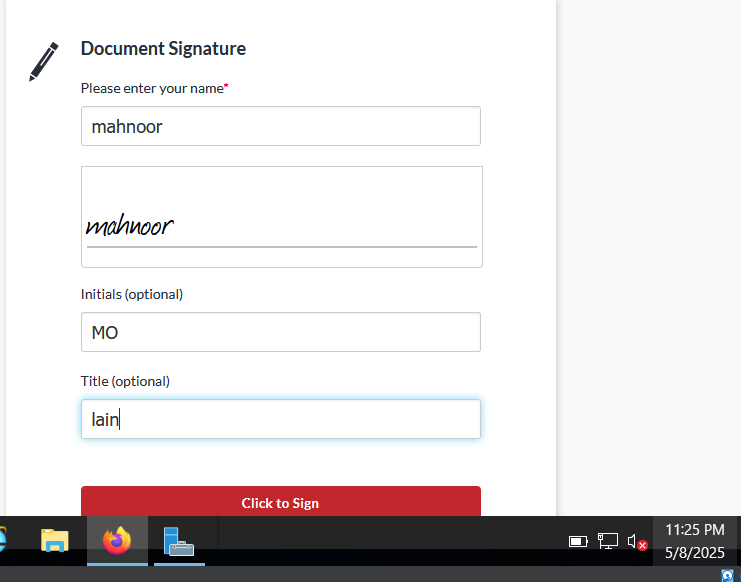 Document Signature
Please enter your name*
mahnoor
mahnoor
Initials (optional)
MO
Title (optional)
lain
Click to Sign
11:25 PM
5/8/2025